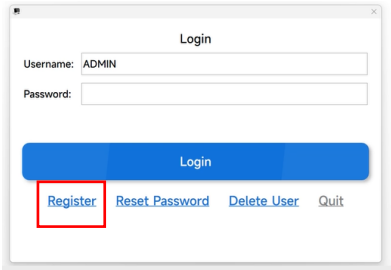 Login
Username: ADMIN
Password:
Login
Register Reset Password Delete User Quit